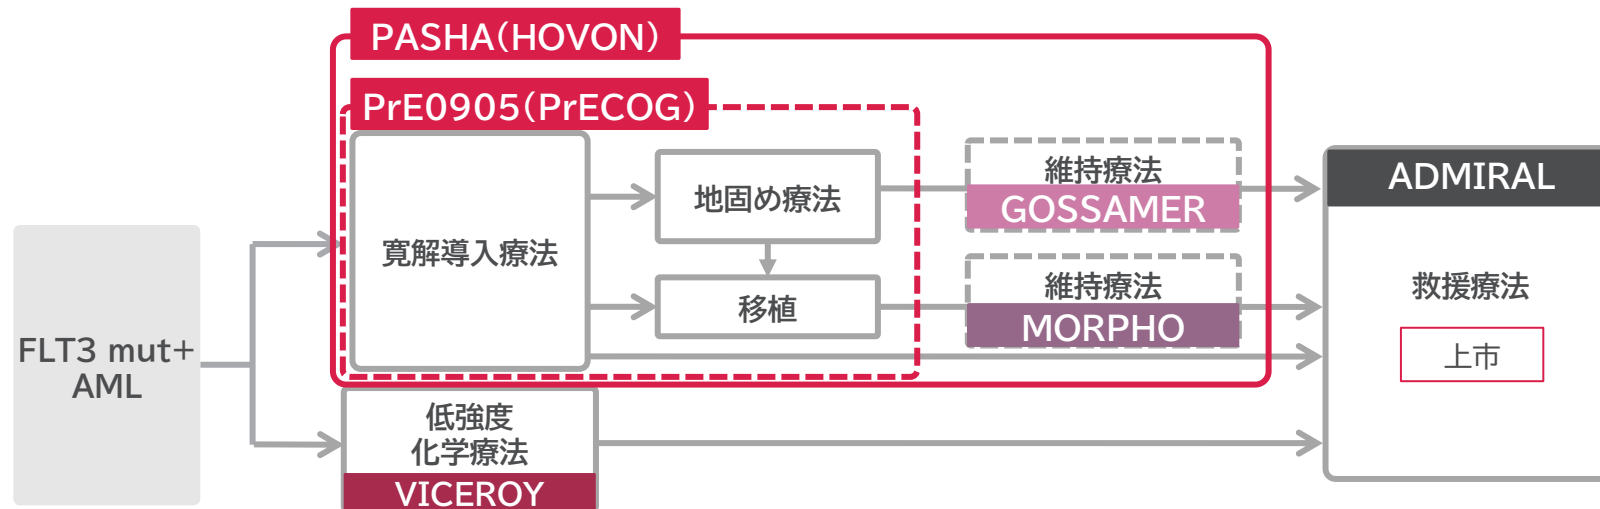 PASHA(HOVON)
PrE0905(PrECOG)
寛解導入療法
地固め療法
移植
維持療法
GOSSAMER
維持療法
MORPHO
ADMIRAL
救援療法
上市
FLT3 mut+
AML
低強度
化学療法
VICEROY